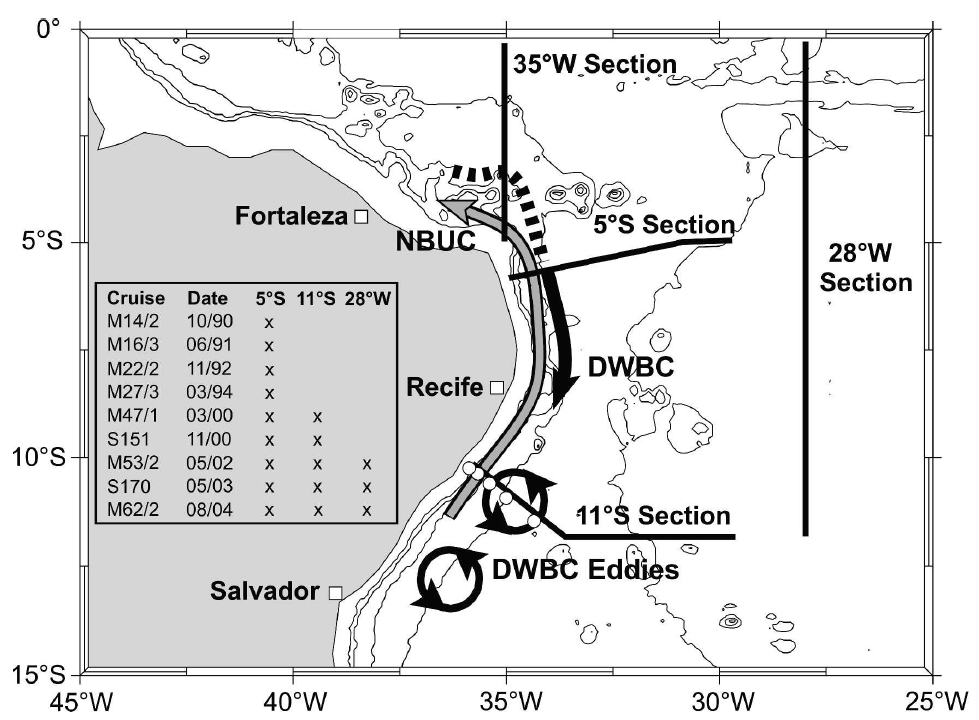 0°
35°W Section
Fortaleza
5°S Section
5°S
NBUC
28°W
Section
Cruise Date 5°S 11°S 28°W
M14/2 10/90 x
M16/3 06/91 x
M22/2 11/92 x
M27/3 03/94 x
M47/1 03/00 x x
S151 11/00 x x
M53/2 05/02 x x x
S170 05/03 x x x
M62/2 08/04 x x x
DWBC
Recife
10°S
11°S Section
DWBC Eddies
Salvador
15°S
45°W 40°W 35°W 30°W 25°W